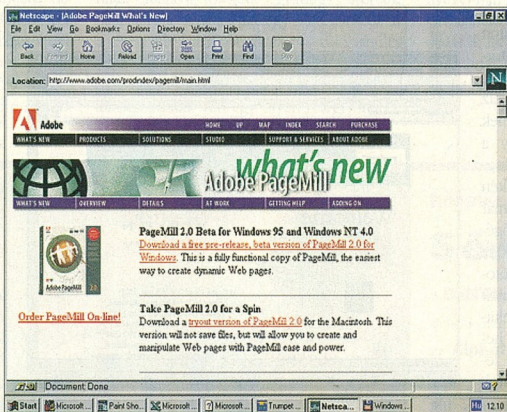 Netscape - [Adobe PageMill What's New]
File Edit View Go Bookmarks Options Directory Window Help
Back Forward Home Reload Images Open Print Find Stop
Location: http://www.adobe.com/prodindex/pagemill/main.html
N
Adobe
HOME UP MAP INDEX SEARCH PURCHASE
WHAT'S NEW PRODUCTS SOLUTIONS STUDIO SUPPORT & SERVICES ABOUT ADOBE
what's new
Adobe PageMill
WHAT'S NEW OVERVIEW DETAILS AT WORK GETTING HELP ADDING ON
PageMill 2.0 Beta for Windows 95 and Windows NT 4.0
Download a free pre-release, beta version of PageMill 2.0 for
Windows. This is a fully functional copy of PageMill, the easiest
way to create dynamic Web pages.
Adobe PageMill 2.0
Order PageMill On-line!
Take PageMill 2.0 for a Spin
Download a tryout version of PageMill 2.0 for the Macintosh. This
version will not save files, but will allow you to create and
manipulate Web pages with PageMill ease and power.
Document Done
Start Microsoft ... Paint Sho... Microsoft ... Microsoft ... Trumpet ... Netsca... Windows ... Hu 12:10